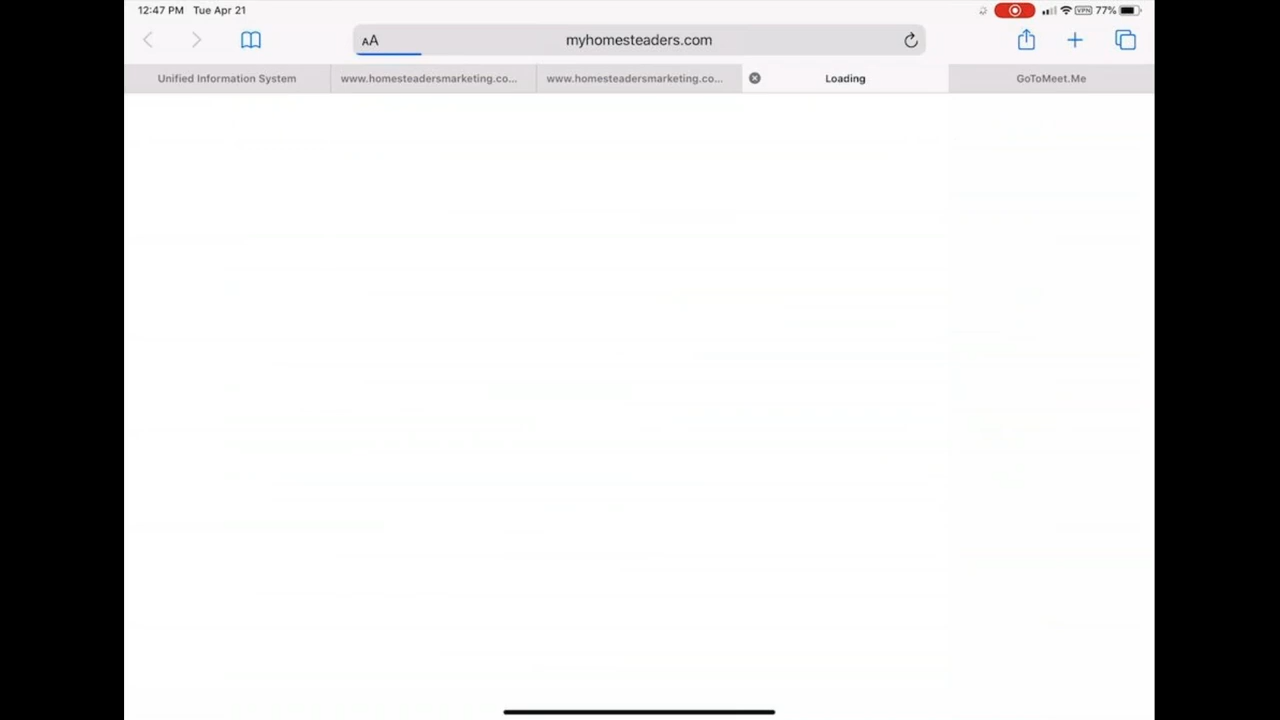 12:47 PM Tue Apr 21
VPN 77%
AA myhomesteaders.com
Unified Information System
www.homesteadersmarketing.co...
www.homesteadersmarketing.co...
Loading
GoToMeet.Me